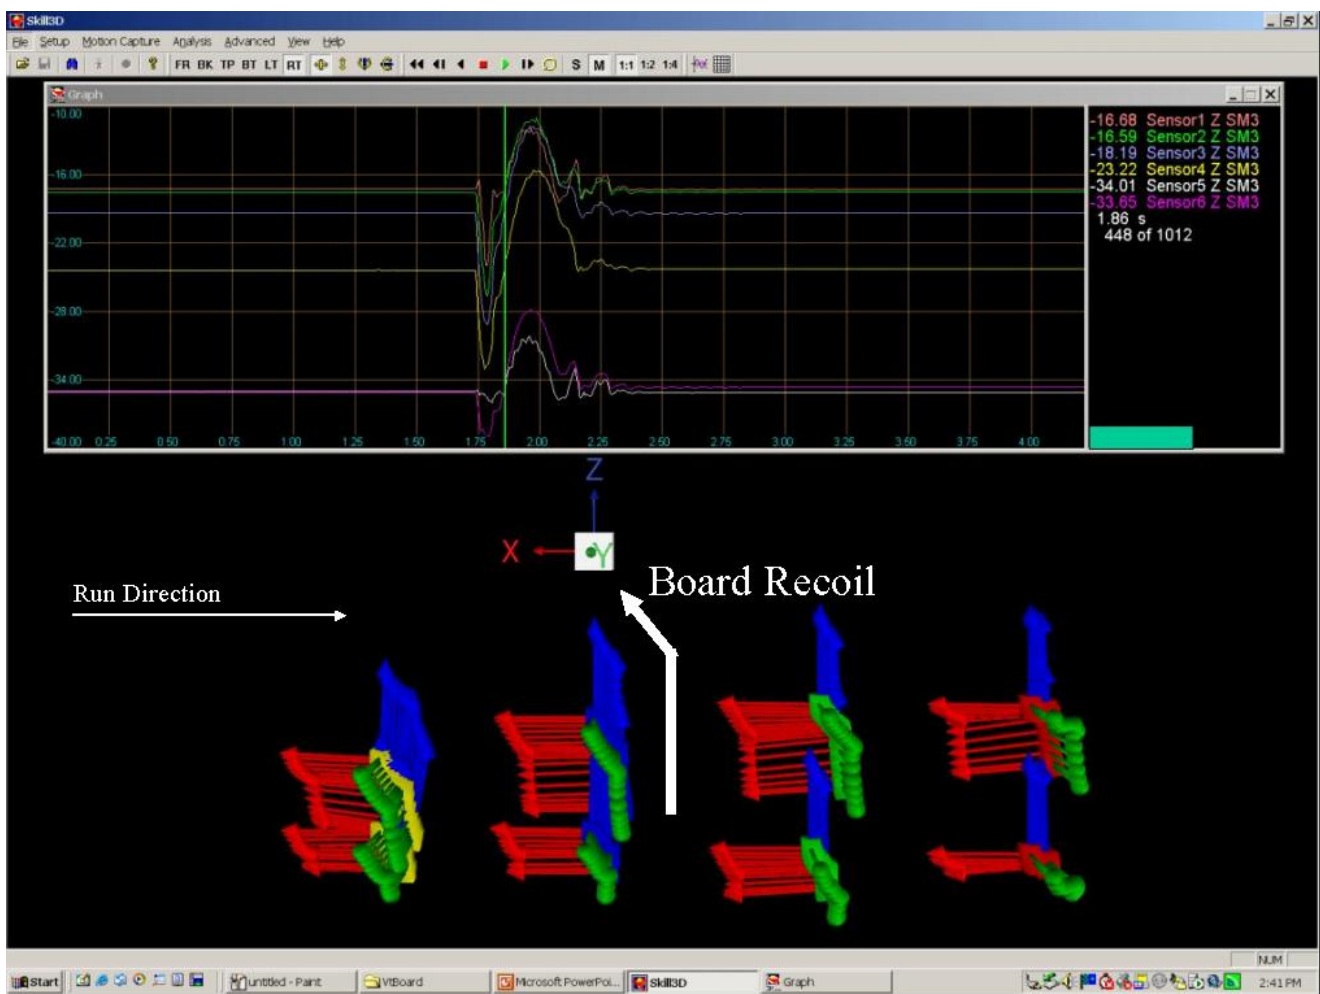 Skill3D
File Setup Motion Capture Analysis Advanced View Help
FR BK TP BT LT RT S M 1:1 1:2 1:4
Graph
-10.00
-16.00
-22.00
-28.00
-34.00
-40.00 0.25 0.50 0.75 1.00 1.25 1.50 1.75 2.00 2.25 2.50 2.75 3.00 3.25 3.50 3.75 4.00
-16.68 Sensor1 Z SM3
-16.59 Sensor2 Z SM3
-18.19 Sensor3 Z SM3
-23.22 Sensor4 Z SM3
-34.01 Sensor5 Z SM3
-33.65 Sensor6 Z SM3
1.86 s
448 of 1012
Z
X
Y
Board Recoil
Run Direction
NUM
Start untitled - Paint VtBoard Microsoft PowerPoi... Skill3D Graph 2:41 PM